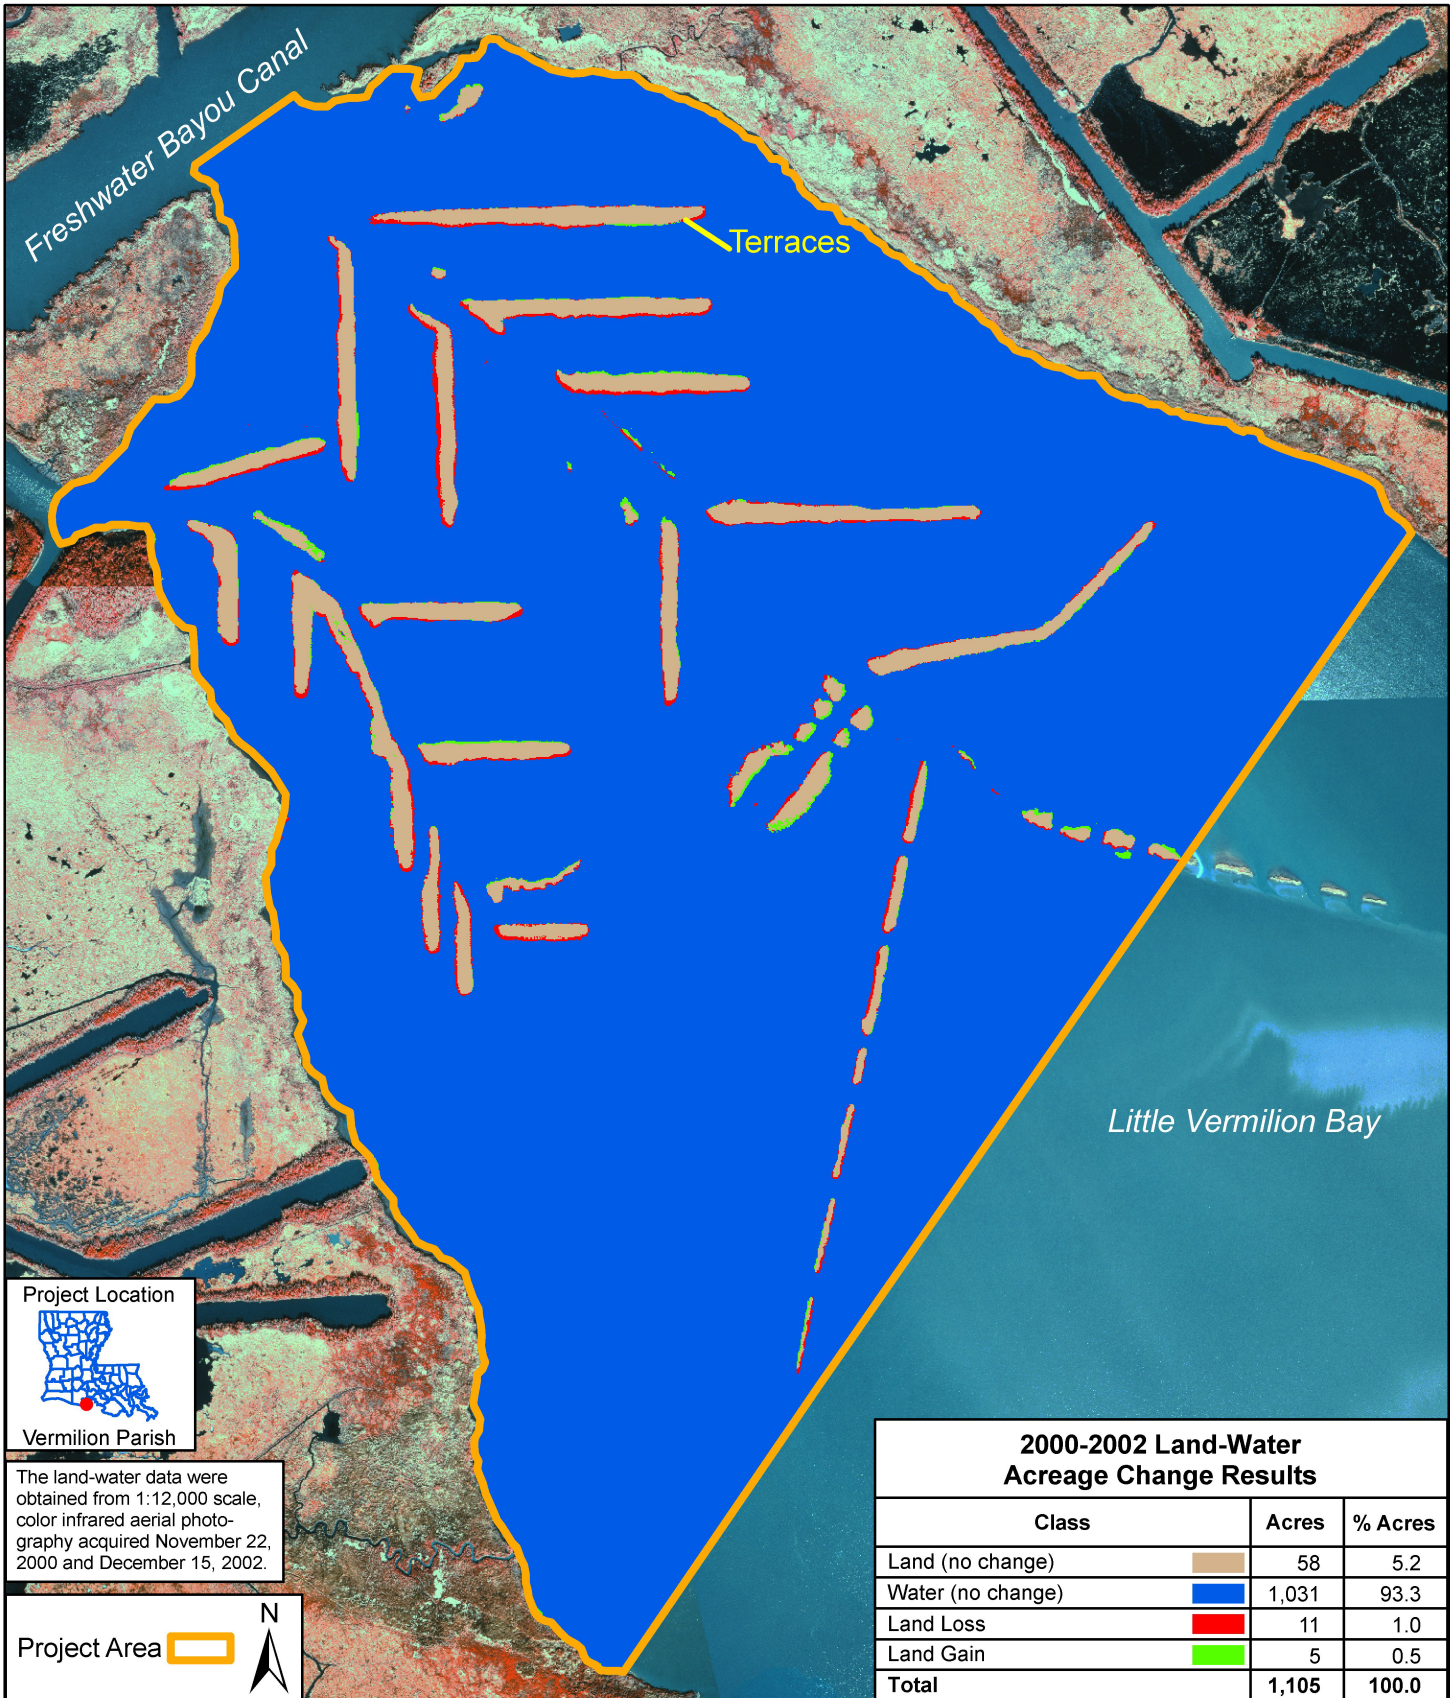 Freshwater Bayou Canal
Terraces
Little Vermilion Bay
Project Location
Vermilion Parish
The land-water data were
obtained from 1:12,000 scale,
color infrared aerial photo-
graphy acquired November 22,
2000 and December 15, 2002.
Project Area
N
2000-2002 Land-Water
Acreage Change Results
Class Acres % Acres
Land (no change) 58 5.2
Water (no change) 1,031 93.3
Land Loss 11 1.0
Land Gain 5 0.5
Total 1,105 100.0